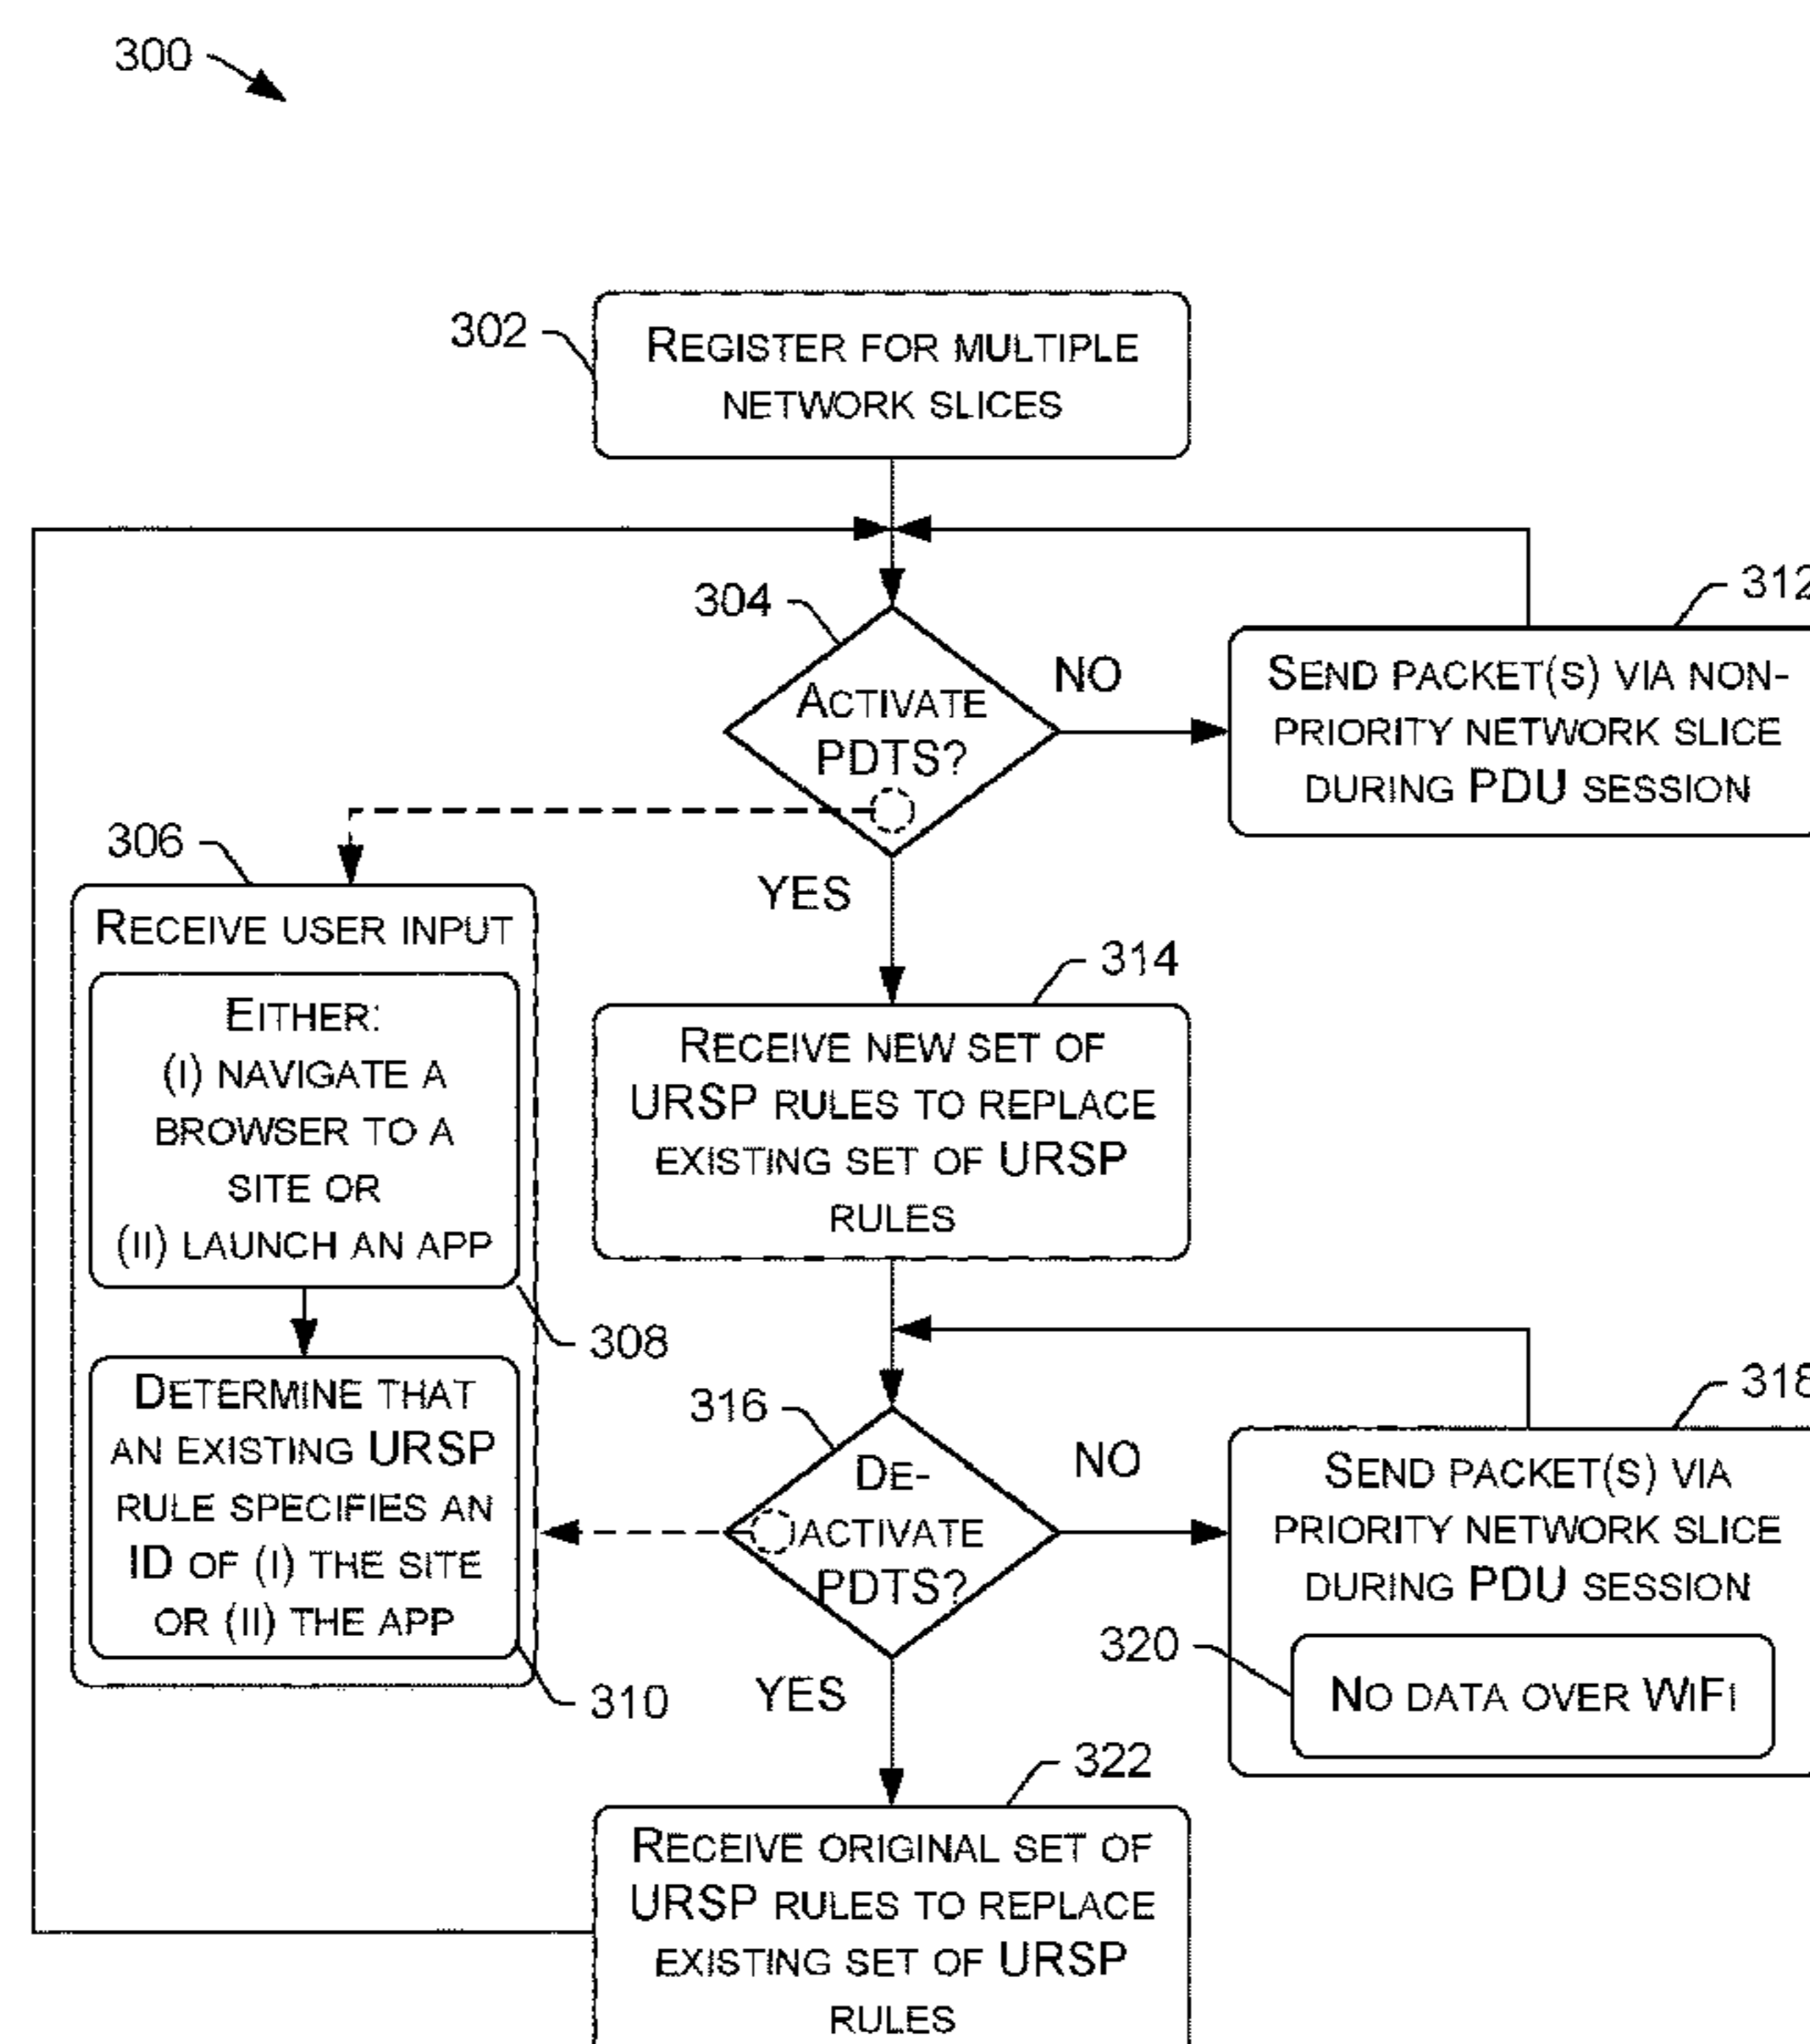 300
302
REGISTER FOR MULTIPLE
NETWORK SLICES
304
ACTIVATE
PDTS?
NO
312
SEND PACKET(S) VIA NON-
PRIORITY NETWORK SLICE
DURING PDU SESSION
YES
306
RECEIVE USER INPUT
EITHER:
(I) NAVIGATE A
BROWSER TO A
SITE OR
(II) LAUNCH AN APP
308
DETERMINE THAT
AN EXISTING URSP
RULE SPECIFIES AN
ID OF (I) THE SITE
OR (II) THE APP
310
314
RECEIVE NEW SET OF
URSP RULES TO REPLACE
EXISTING SET OF URSP
RULES
316
DE-
ACTIVATE
PDTS?
NO
318
SEND PACKET(S) VIA
PRIORITY NETWORK SLICE
DURING PDU SESSION
320
NO DATA OVER WIFI
YES
322
RECEIVE ORIGINAL SET OF
URSP RULES TO REPLACE
EXISTING SET OF URSP
RULES